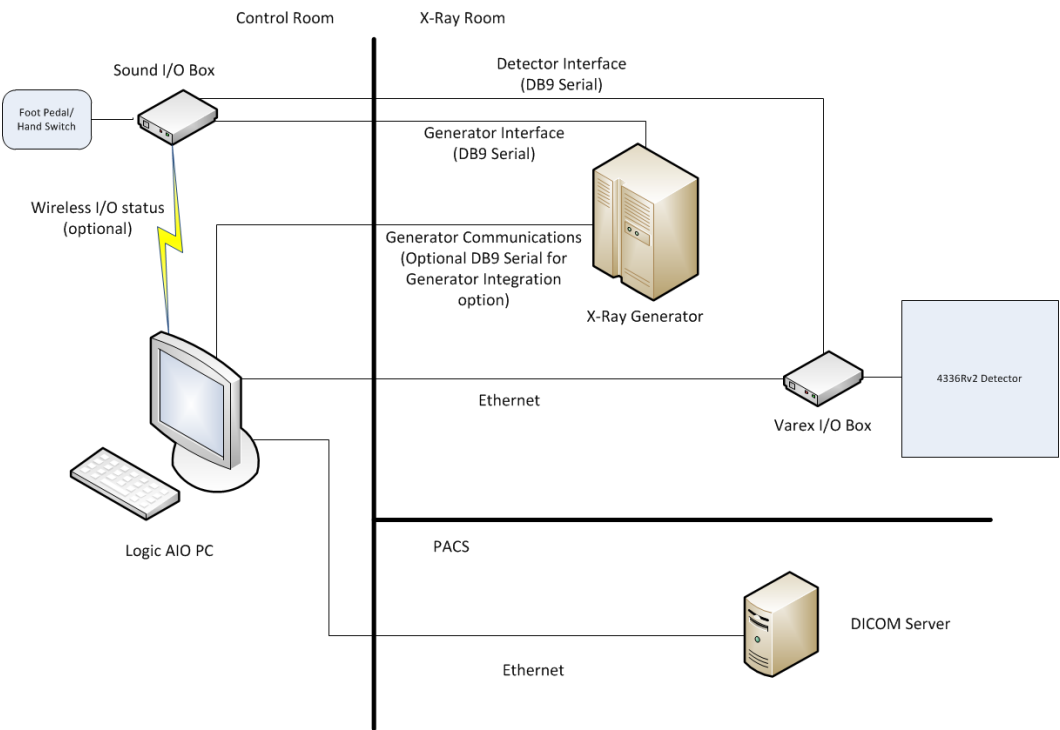 Control Room
X-Ray Room
Sound I/O Box
Detector Interface
(DB9 Serial)
Foot Pedal/
Hand Switch
Generator Interface
(DB9 Serial)
Wireless I/O status
(optional)
Generator Communications
(Optional DB9 Serial for
Generator Integration
option)
X-Ray Generator
4336Rv2 Detector
Ethernet
Varex I/O Box
Logic AIO PC
PACS
DICOM Server
Ethernet